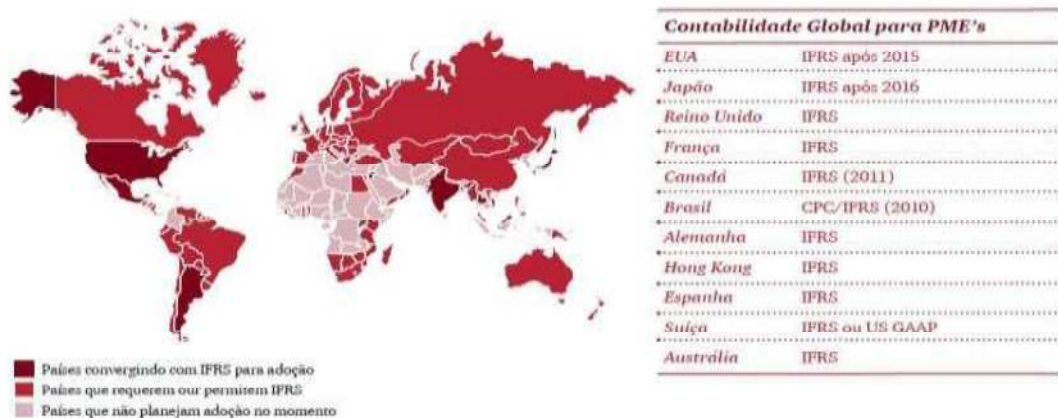 Contabilidade Global para PME's
EUA IFRS após 2015
Japão IFRS após 2016
Reino Unido IFRS
França IFRS
Canadá IFRS (2011)
Brasil CPC/IFRS (2010)
Alemanha IFRS
Hong Kong IFRS
Espanha IFRS
Suíça IFRS ou US GAAP
Austrália IFRS
Países convergindo com IFRS para adoção
Países que requerem our permitem IFRS
Países que não planejam adoção no momento